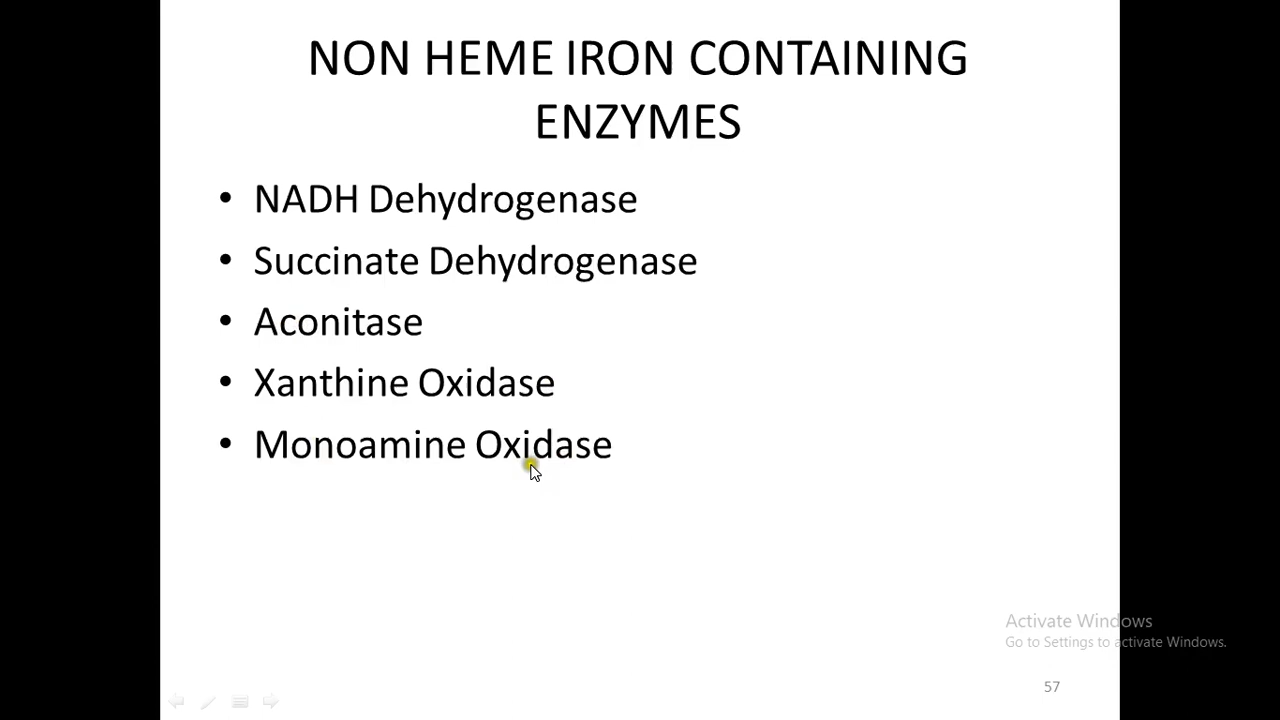 NON HEME IRON CONTAINING
ENZYMES
• NADH Dehydrogenase
• Succinate Dehydrogenase
• Aconitase
• Xanthine Oxidase
• Monoamine Oxidase
Activate Windows
Go to Settings to activate Windows.
57